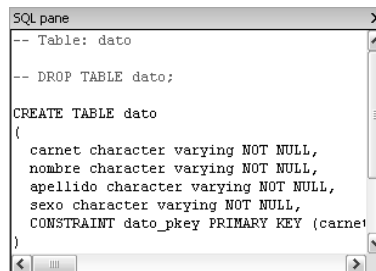 SQL pane
-- Table: dato
-- DROP TABLE dato;
CREATE TABLE dato
(
carnet character varying NOT NULL,
nombre character varying NOT NULL,
apellido character varying NOT NULL,
sexo character varying NOT NULL,
CONSTRAINT dato_pkey PRIMARY KEY (carnet
)